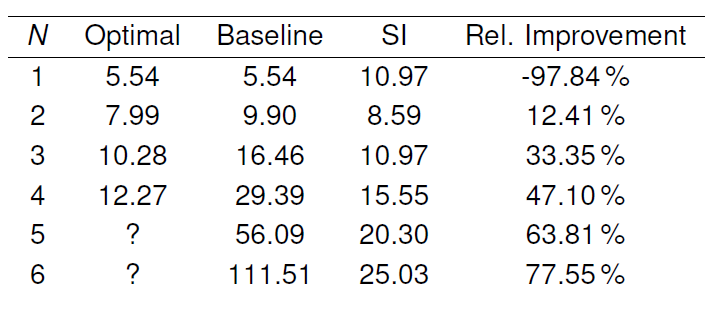 N Optimal Baseline SI Rel. Improvement
1 5.54 5.54 10.97 -97.84 %
2 7.99 9.90 8.59 12.41 %
3 10.28 16.46 10.97 33.35 %
4 12.27 29.39 15.55 47.10 %
5 ? 56.09 20.30 63.81 %
6 ? 111.51 25.03 77.55 %